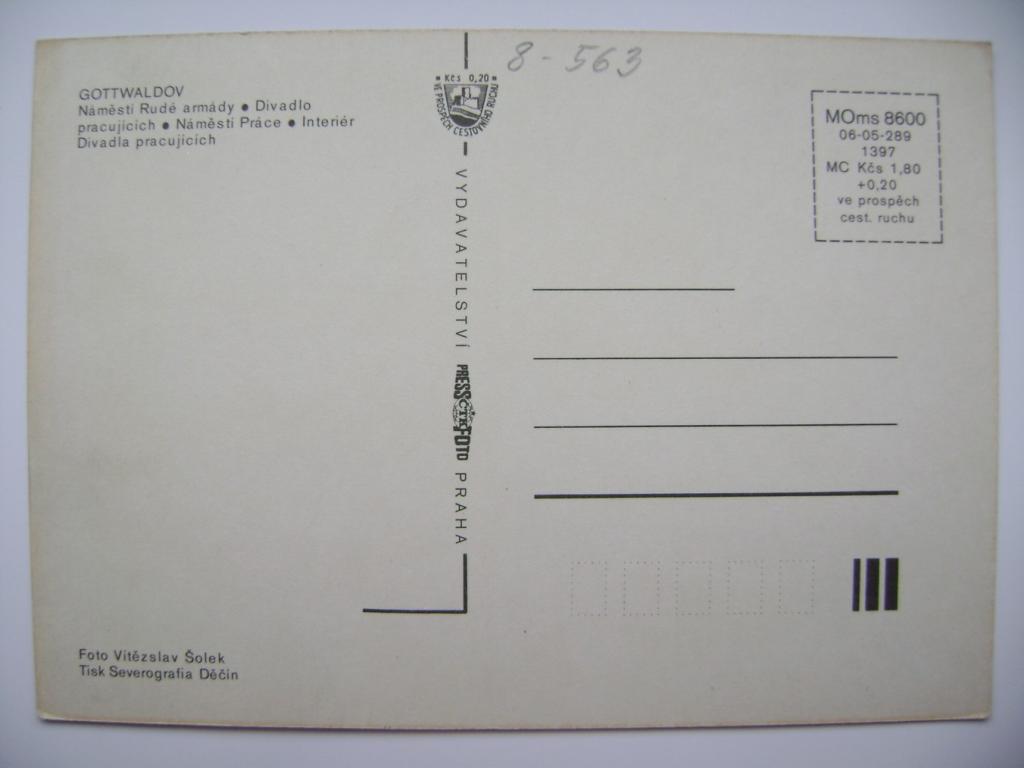 GOTTWALDOV
Náměstí Rudé armády ● Divadlo
pracujících ● Náměstí Práce ● Interiér
Divadla pracujících
8-563
Kčs 0,20
VE PROSPĚCH CESTOVNÍHO RUCHU
VYDAVATELSTVÍ PRESSFOTO PRAHA
ČTK
MOms 8600
06-05-289
1397
MC Kčs 1,80
+0,20
ve prospěch
cest. ruchu
Foto Vítězslav Šolek
Tisk Severografia Děčín